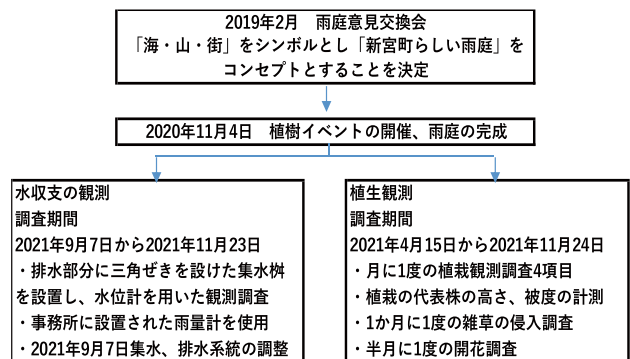 2019年2月　雨庭意見交換会
「海・山・街」をシンボルとし「新宮町らしい雨庭」を
コンセプトとすることを決定
2020年11月4日　植樹イベントの開催、雨庭の完成
水収支の観測
調査期間
2021年9月7日から2021年11月23日
・排水部分に三角ぜきを設けた集水桝
を設置し、水位計を用いた観測調査
・事務所に設置された雨量計を使用
・2021年9月7日集水、排水系統の調整
植生観測
調査期間
2021年4月15日から2021年11月24日
・月に1度の植栽観測調査4項目
・植栽の代表株の高さ、被度の計測
・1か月に1度の雑草の侵入調査
・半月に1度の開花調査